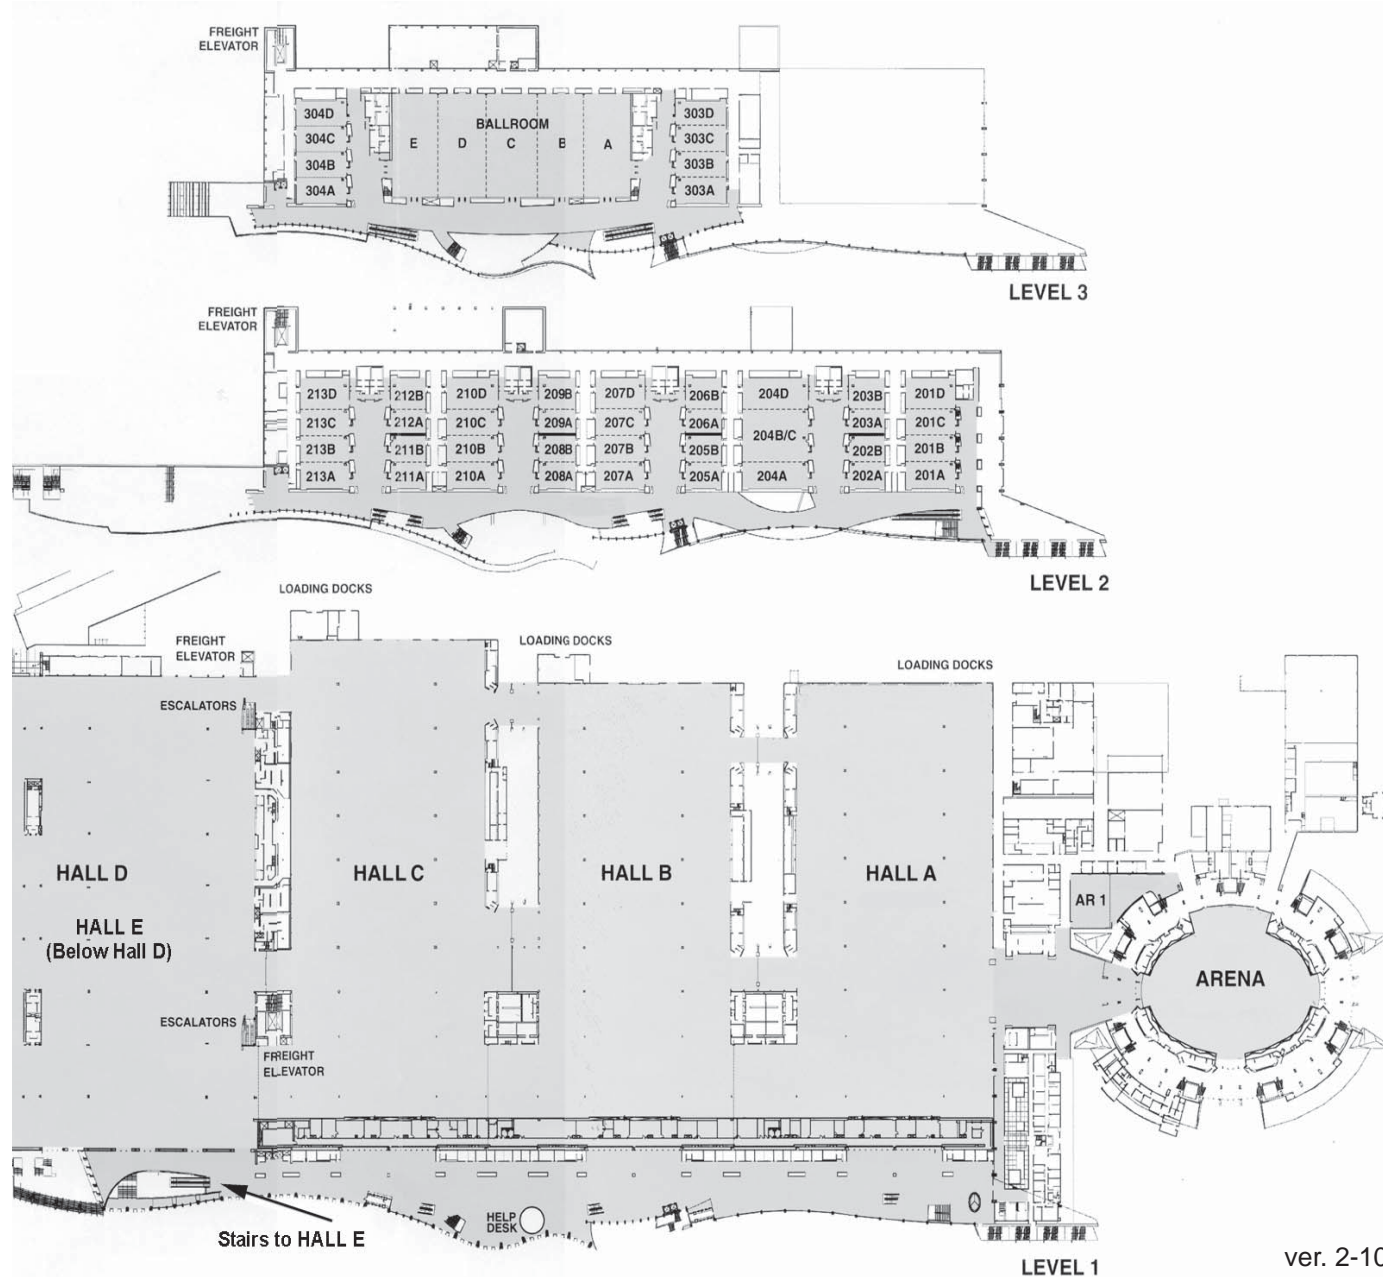 FREIGHT
ELEVATOR
304D
304C
304B
304A
BALLROOM
E D C B A
303D
303C
303B
303A
LEVEL 3
FREIGHT
ELEVATOR
213D 212B 210D 209B 207D 206B 204D 203B 201D
213C 212A 210C 209A 207C 206A 204B/C 203A 201C
213B 211B 210B 208B 207B 205B 202B 201B
213A 211A 210A 208A 207A 205A 204A 202A 201A
LEVEL 2
LOADING DOCKS
FREIGHT
ELEVATOR
LOADING DOCKS
LOADING DOCKS
ESCALATORS
HALL D
HALL C
HALL B
HALL A
HALL E
(Below Hall D)
AR 1
ARENA
ESCALATORS
FREIGHT
ELEVATOR
HELP
DESK
Stairs to HALL E
LEVEL 1
ver. 2-10